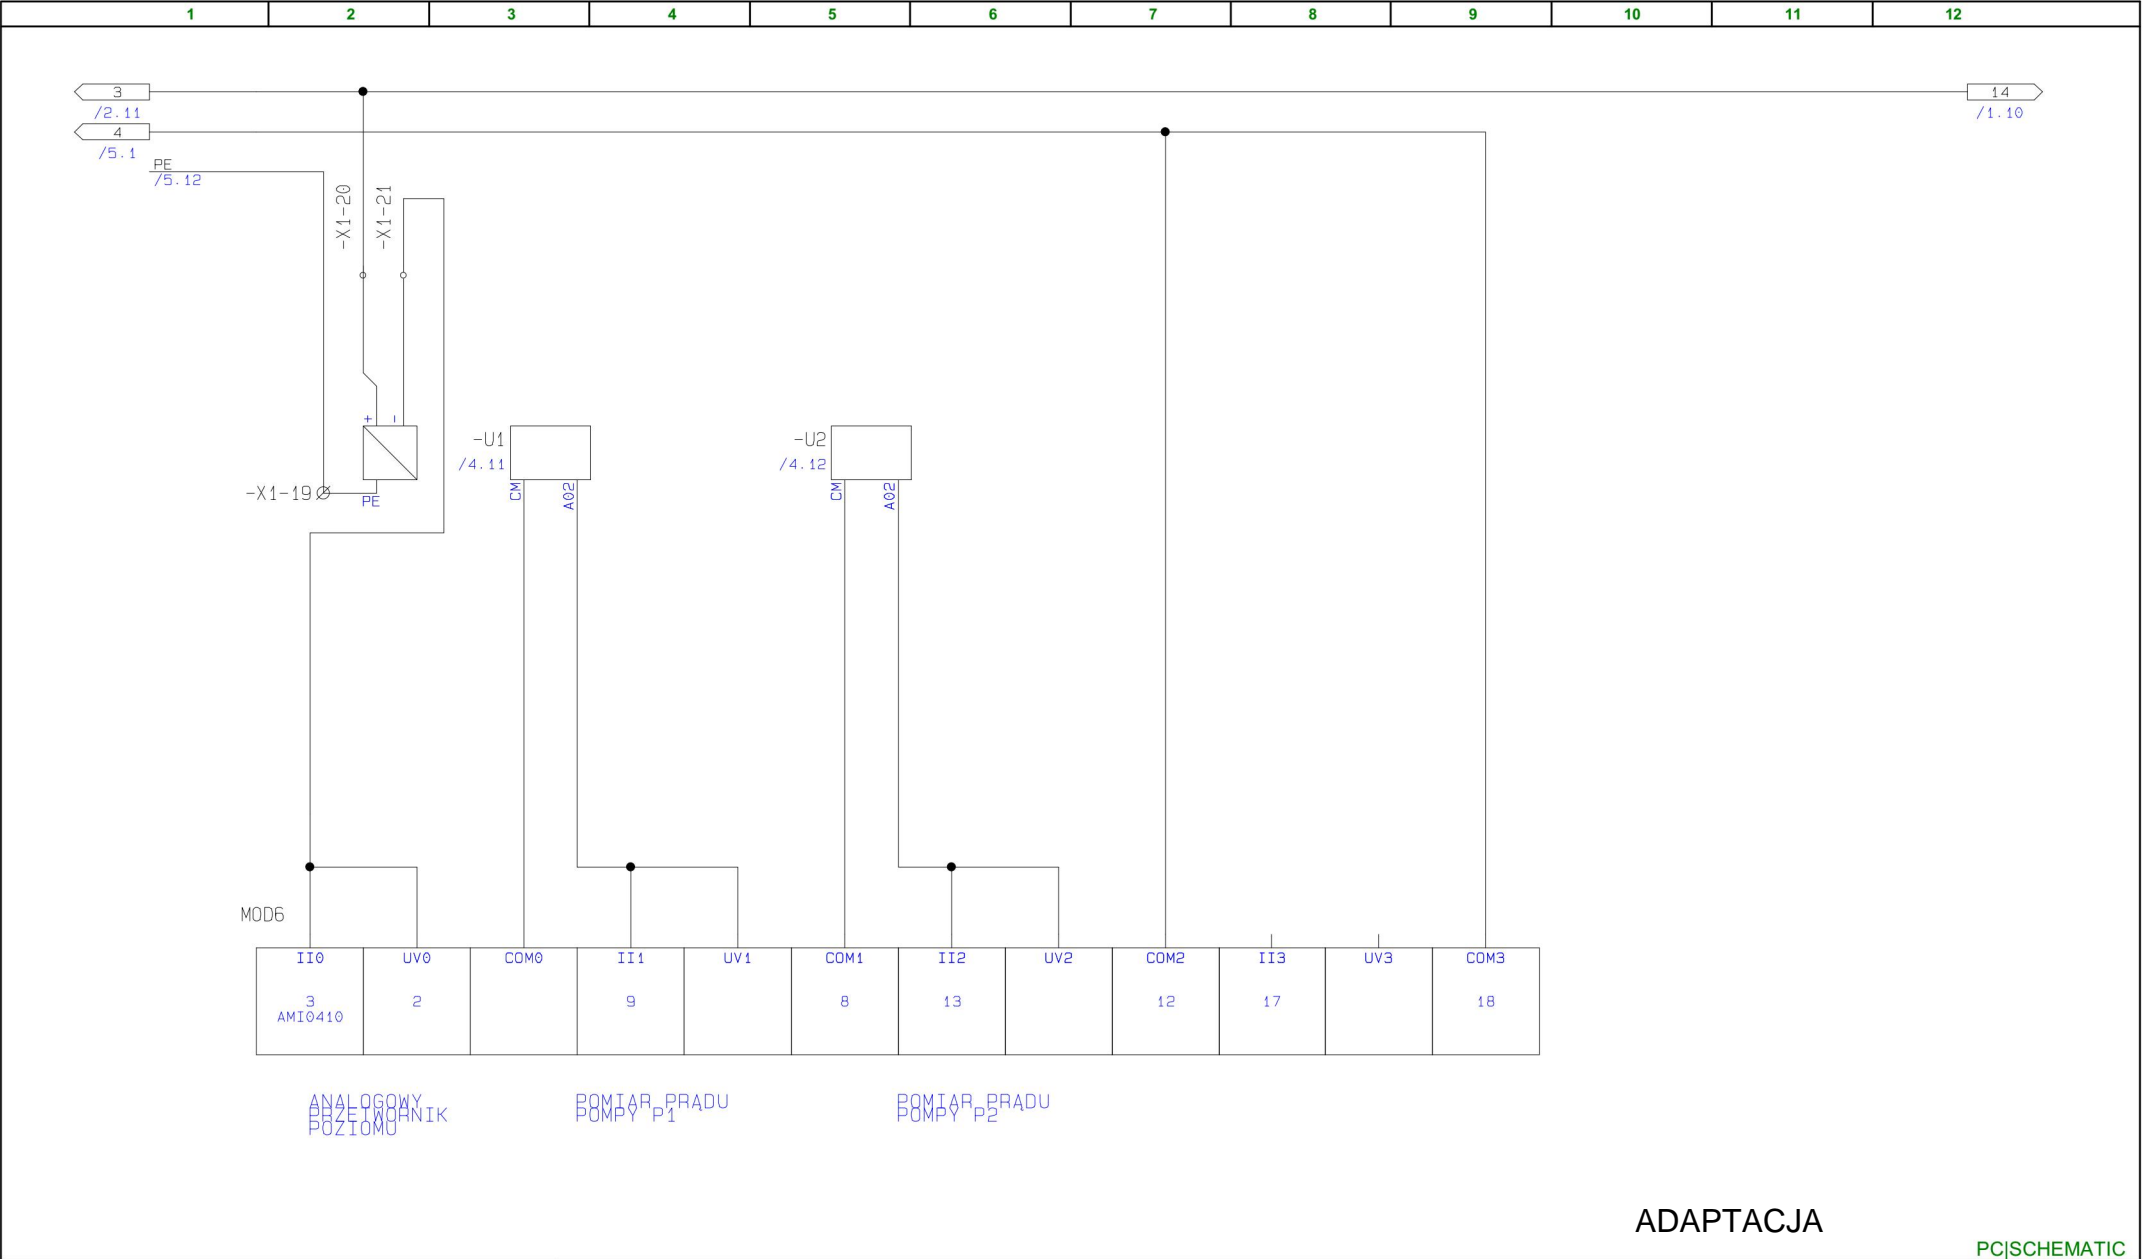 1 2 3 4 5 6 7 8 9 10 11 12
3 14
/2.11 /1.10
4
/5.1
PE
/5.12
-X1-20 -X1-21
+ -
-U1 -U2
/4.11 /4.12
-X1-19
PE
CM A02 CM A02
MOD6
II0 UV0 COM0 II1 UV1 COM1 II2 UV2 COM2 II3 UV3 COM3
3 2 9 8 13 12 17 18
AMI0410
ANALOGOWY POMIAR PRĄDU POMIAR PRĄDU
PRZETWORNIK POMPY P1 POMPY P2
POZIOMU
ADAPTACJA
PC|SCHEMATIC